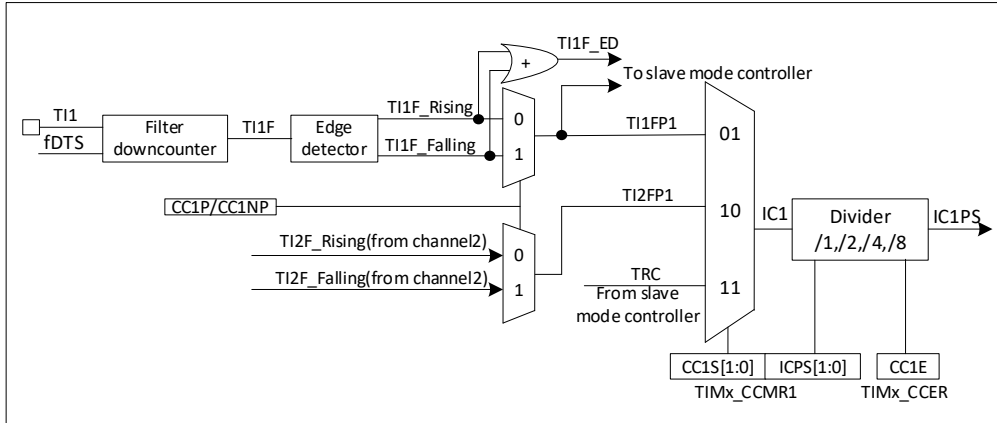 TI1F_ED
+
To slave mode controller
TI1
fDTS
Filter
downcounter
TI1F
Edge
detector
TI1F_Rising
TI1F_Falling
0
1
TI1FP1
01
CC1P/CC1NP
TI2FP1
10
IC1
Divider
/1,/2,/4,/8
IC1PS
TI2F_Rising(from channel2)
TI2F_Falling(from channel2)
0
1
TRC
From slave
mode controller
11
CC1S[1:0]
ICPS[1:0]
CC1E
TIMx_CCMR1
TIMx_CCER